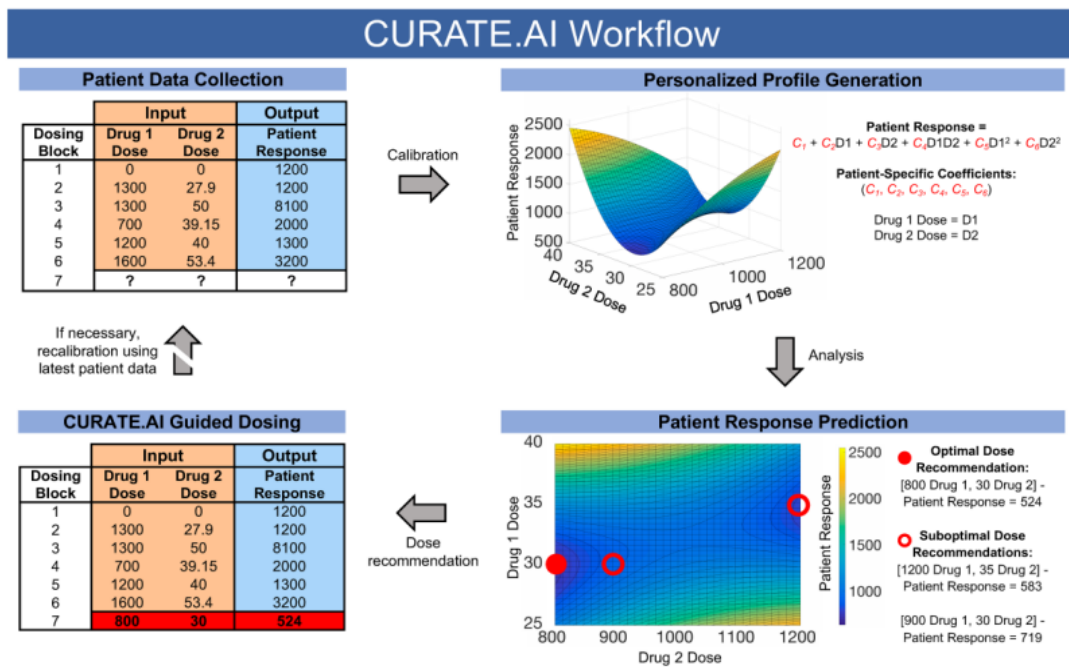 CURATE.AI Workflow
Patient Data Collection
Input Output
Dosing Block Drug 1 Dose Drug 2 Dose Patient Response
1 0 0 1200
2 1300 27.9 1200
3 1300 50 8100
4 700 39.15 2000
5 1200 40 1300
6 1600 53.4 3200
7 ? ? ?
Calibration
Personalized Profile Generation
Patient Response
2500
2000
1500
1000
500
40
35
30
25
Drug 2 Dose
800
1000
1200
Drug 1 Dose
Patient Response =
C₁ + C₂D1 + C₃D2 + C₄D1D2 + C₅D1² + C₆D2²
Patient-Specific Coefficients:
(C₁, C₂, C₃, C₄, C₅, C₆)
Drug 1 Dose = D1
Drug 2 Dose = D2
Analysis
If necessary,
recalibration using
latest patient data
Patient Response Prediction
40
35
30
25
Drug 1 Dose
800 900 1000 1100 1200
Drug 2 Dose
2500
2000
1500
1000
Patient Response
Optimal Dose
Recommendation:
[800 Drug 1, 30 Drug 2] -
Patient Response = 524
Suboptimal Dose
Recommendations:
[1200 Drug 1, 35 Drug 2] -
Patient Response = 583
[900 Drug 1, 30 Drug 2] -
Patient Response = 719
Dose
recommendation
CURATE.AI Guided Dosing
Input Output
Dosing Block Drug 1 Dose Drug 2 Dose Patient Response
1 0 0 1200
2 1300 27.9 1200
3 1300 50 8100
4 700 39.15 2000
5 1200 40 1300
6 1600 53.4 3200
7 800 30 524